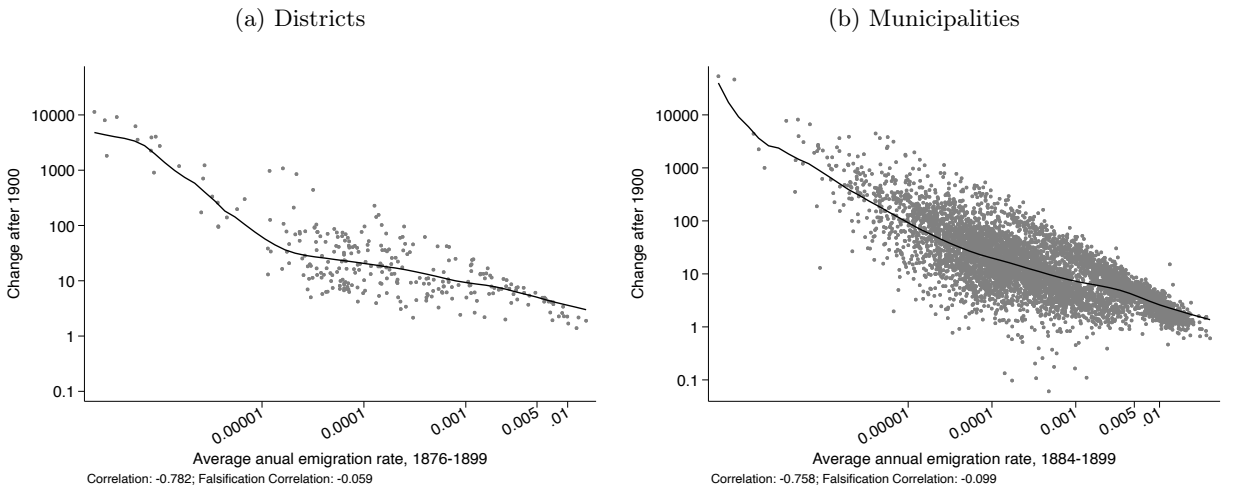 (a) Districts
10000
1000
100
10
1
0.1
Change after 1900
0.00001
0.0001
0.001
0.005
.01
Average anual emigration rate, 1876-1899
Correlation: -0.782; Falsification Correlation: -0.059
(b) Municipalities
10000
1000
100
10
1
0.1
Change after 1900
0.00001
0.0001
0.001
0.005
.01
Average annual emigration rate, 1884-1899
Correlation: -0.758; Falsification Correlation: -0.099